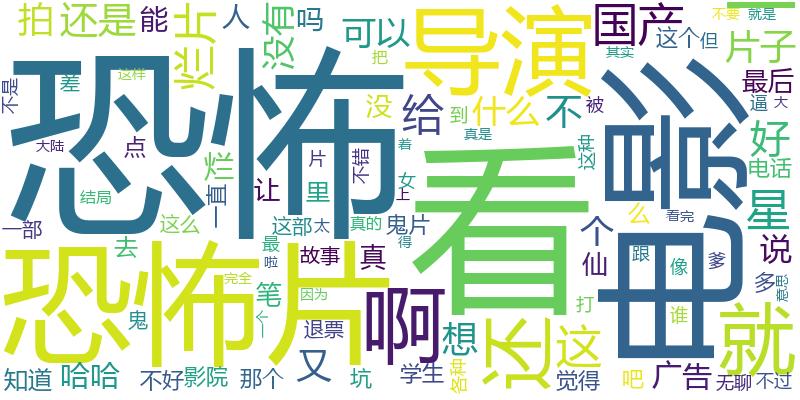 拍
还是
能
烂片
人
没有
吗
可以
导演
国产
不要
就是
一
这个
但
其实
片子
恐怖
不是
差
这样
把
没
给
到
什么
不
被
最后
逼
大
大陆
点
片
不错
着
真是
这种
影
好
电话
结局
一直
让
里
女
上
看
电影
星
一部
这么
这部
太
真的
鬼片
得
个
么
看完
说
去
最
啦
故事
真
仙
跟
像
爹
多
意思
恐怖片
完全
笔
因为
啊
鬼
退票
想
还
这
打
谁
就
知道
哈哈
不好
影院
那个
又
坑
学生
各种
觉得
吧
广告
无聊
不过